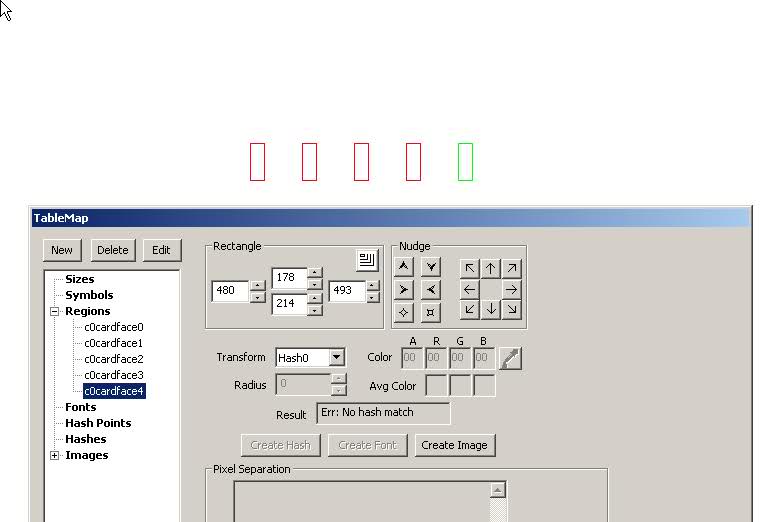 TableMap
New Delete Edit
Rectangle
Nudge
480 178 493
214
Sizes
Symbols
Regions
c0cardface0
c0cardface1
c0cardface2
c0cardface3
c0cardface4
Fonts
Hash Points
Hashes
Images
A R G B
Transform Hash0 Color 00 00 00 00
Radius 0 Avg Color
Result Err: No hash match
Create Hash Create Font Create Image
Pixel Separation